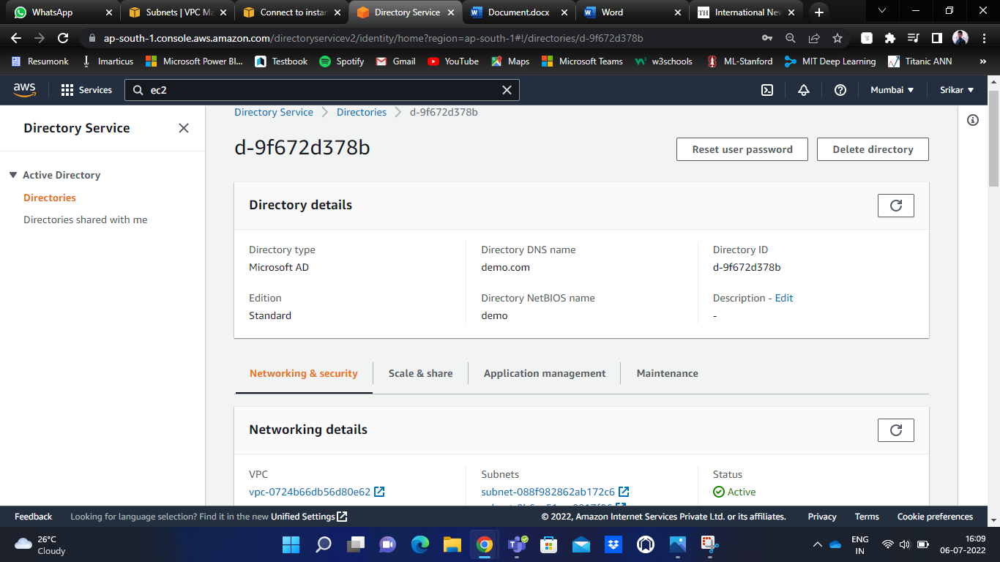 WhatsApp
Subnets | VPC Ma
Connect to instan
Directory Service
Document.docx
Word
International Nev
ap-south-1.console.aws.amazon.com/directoryservicev2/identity/home?region=ap-south-1#!/directories/d-9f672d378b
Resumonk
Imarticus
Microsoft Power BI...
Testbook
Spotify
Gmail
YouTube
Maps
Microsoft Teams
w3schools
ML-Stanford
MIT Deep Learning
Titanic ANN
aws
Services
ec2
Mumbai
Srikar
Directory Service
Active Directory
Directories
Directories shared with me
Directory Service
Directories
d-9f672d378b
d-9f672d378b
Reset user password
Delete directory
Directory details
Directory type
Microsoft AD
Edition
Standard
Directory DNS name
demo.com
Directory NetBIOS name
demo
Directory ID
d-9f672d378b
Description - Edit
-
Networking & security
Scale & share
Application management
Maintenance
Networking details
VPC
vpc-0724b66db56d80e62
Subnets
subnet-088f982862ab172c6
Status
Active
Feedback
Looking for language selection? Find it in the new Unified Settings
© 2022, Amazon Internet Services Private Ltd. or its affiliates.
Privacy
Terms
Cookie preferences
26°C
Cloudy
ENG
IN
16:09
06-07-2022